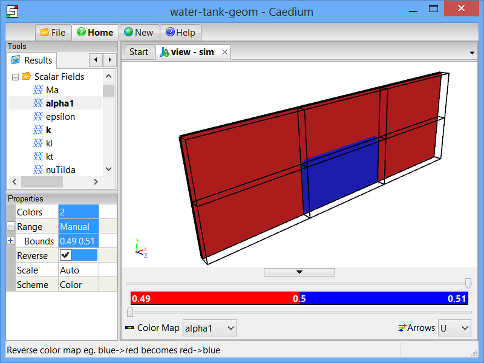 water-tank-geom - Caedium
File Home New Help
Tools
Results
Scalar Fields
Ma
alpha1
epsilon
k
kl
kt
nuTilda
Properties
Colors 2
Range Manual
Bounds 0.49 0.51
Reverse
Scale Auto
Scheme Color
Start view - sim
Y
X
Z
0.49 0.5 0.51
Color Map alpha1 Arrows U
Reverse color map eg. blue->red becomes red->blue